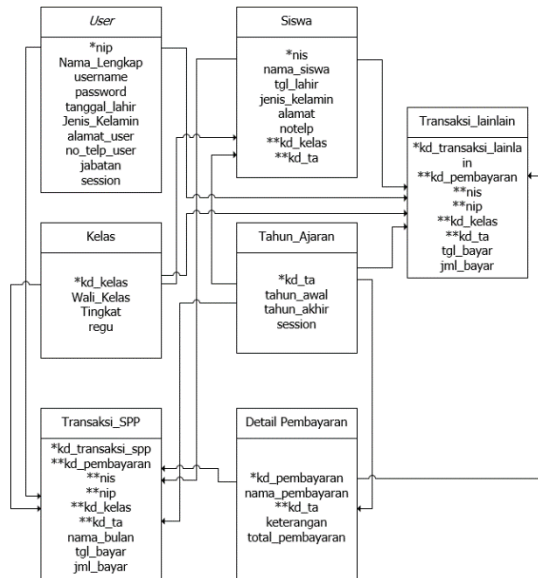 User
*nip
Nama_Lengkap
username
password
tanggal_lahir
Jenis_Kelamin
alamat_user
no_telp_user
jabatan
session
Siswa
*nis
nama_siswa
tgl_lahir
jenis_kelamin
alamat
notelp
**kd_kelas
**kd_ta
Transaksi_lainlain
*kd_transaksi_lainla
in
**kd_pembayaran
**nis
**nip
**kd_kelas
**kd_ta
tgl_bayar
jml_bayar
Kelas
*kd_kelas
Wali_Kelas
Tingkat
regu
Tahun_Ajaran
*kd_ta
tahun_awal
tahun_akhir
session
Transaksi_SPP
*kd_transaksi_spp
**kd_pembayaran
**nis
**nip
**kd_kelas
**kd_ta
nama_bulan
tgl_bayar
jml_bayar
Detail Pembayaran
*kd_pembayaran
nama_pembayaran
**kd_ta
keterangan
total_pembayaran